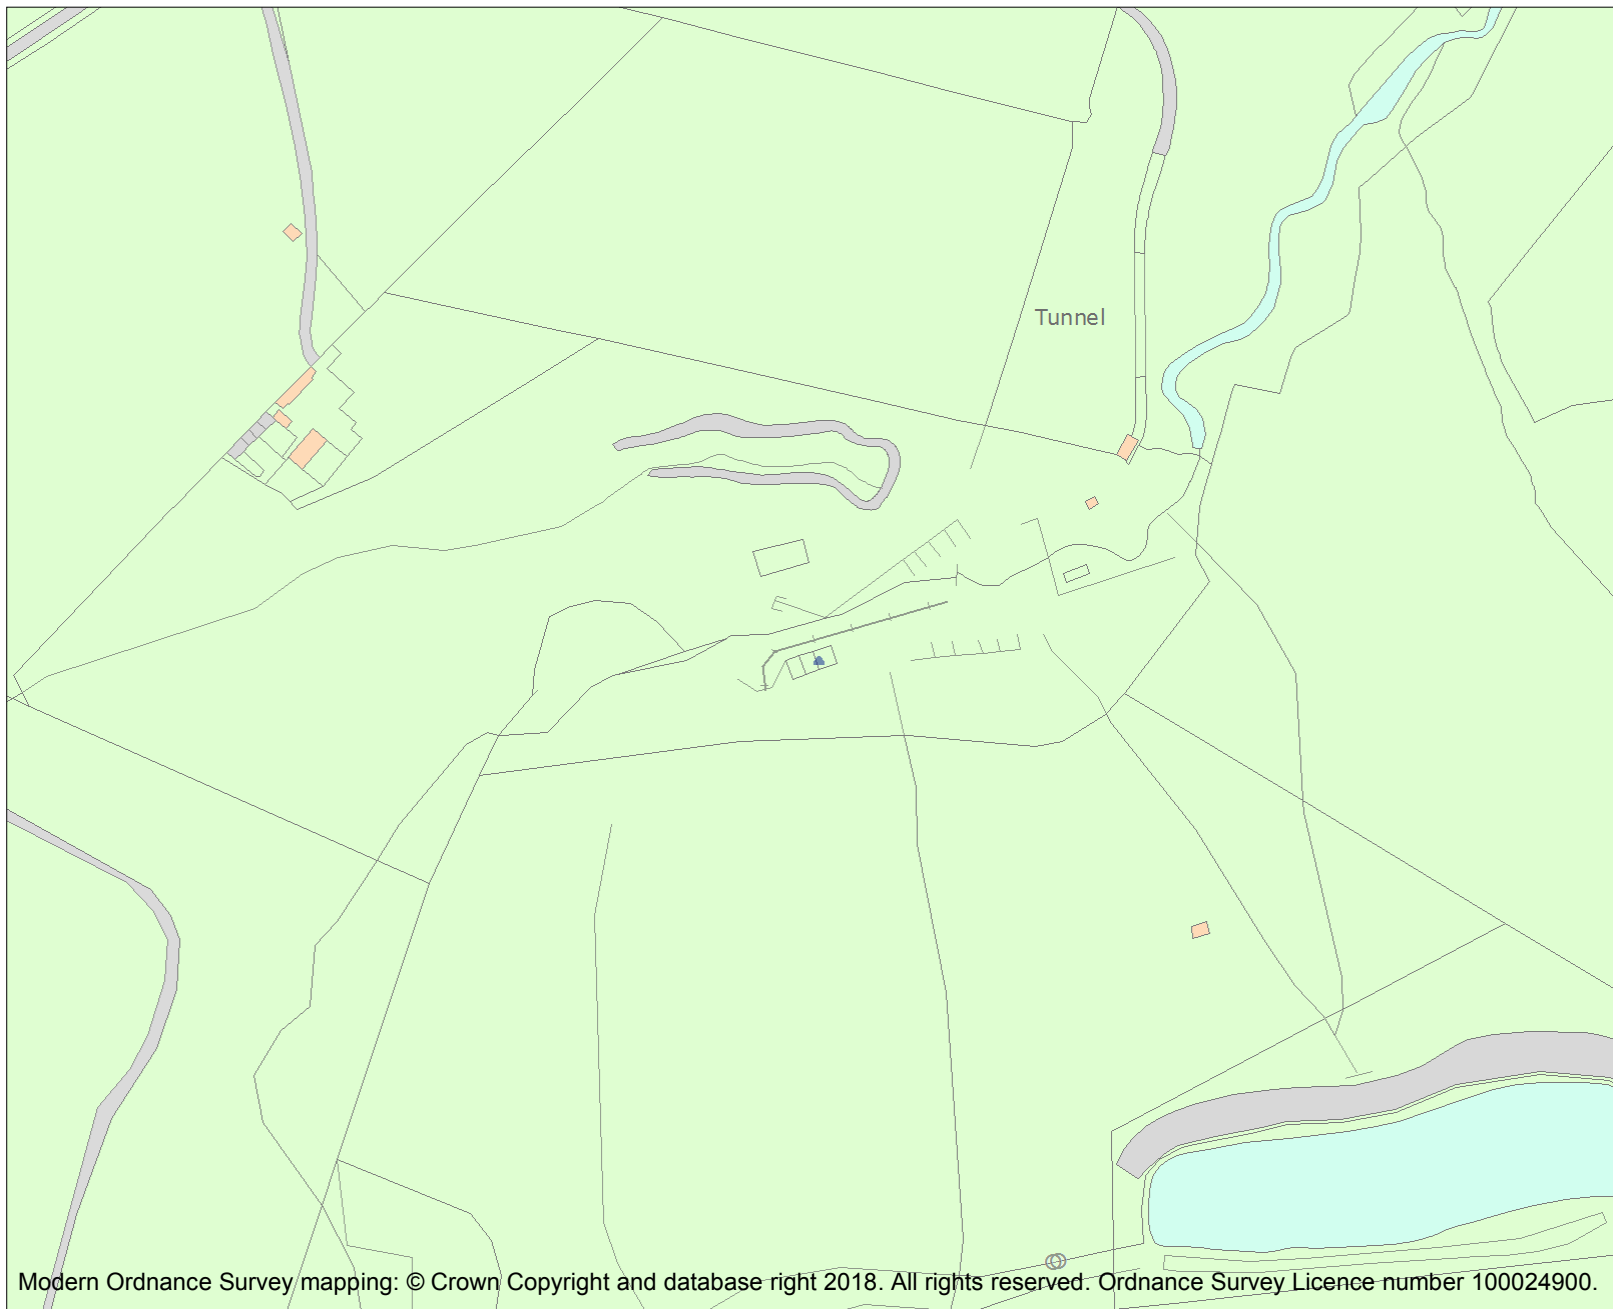 Tunnel
Modern Ordnance Survey mapping: © Crown Copyright and database right 2018. All rights reserved. Ordnance Survey Licence number 100024900.